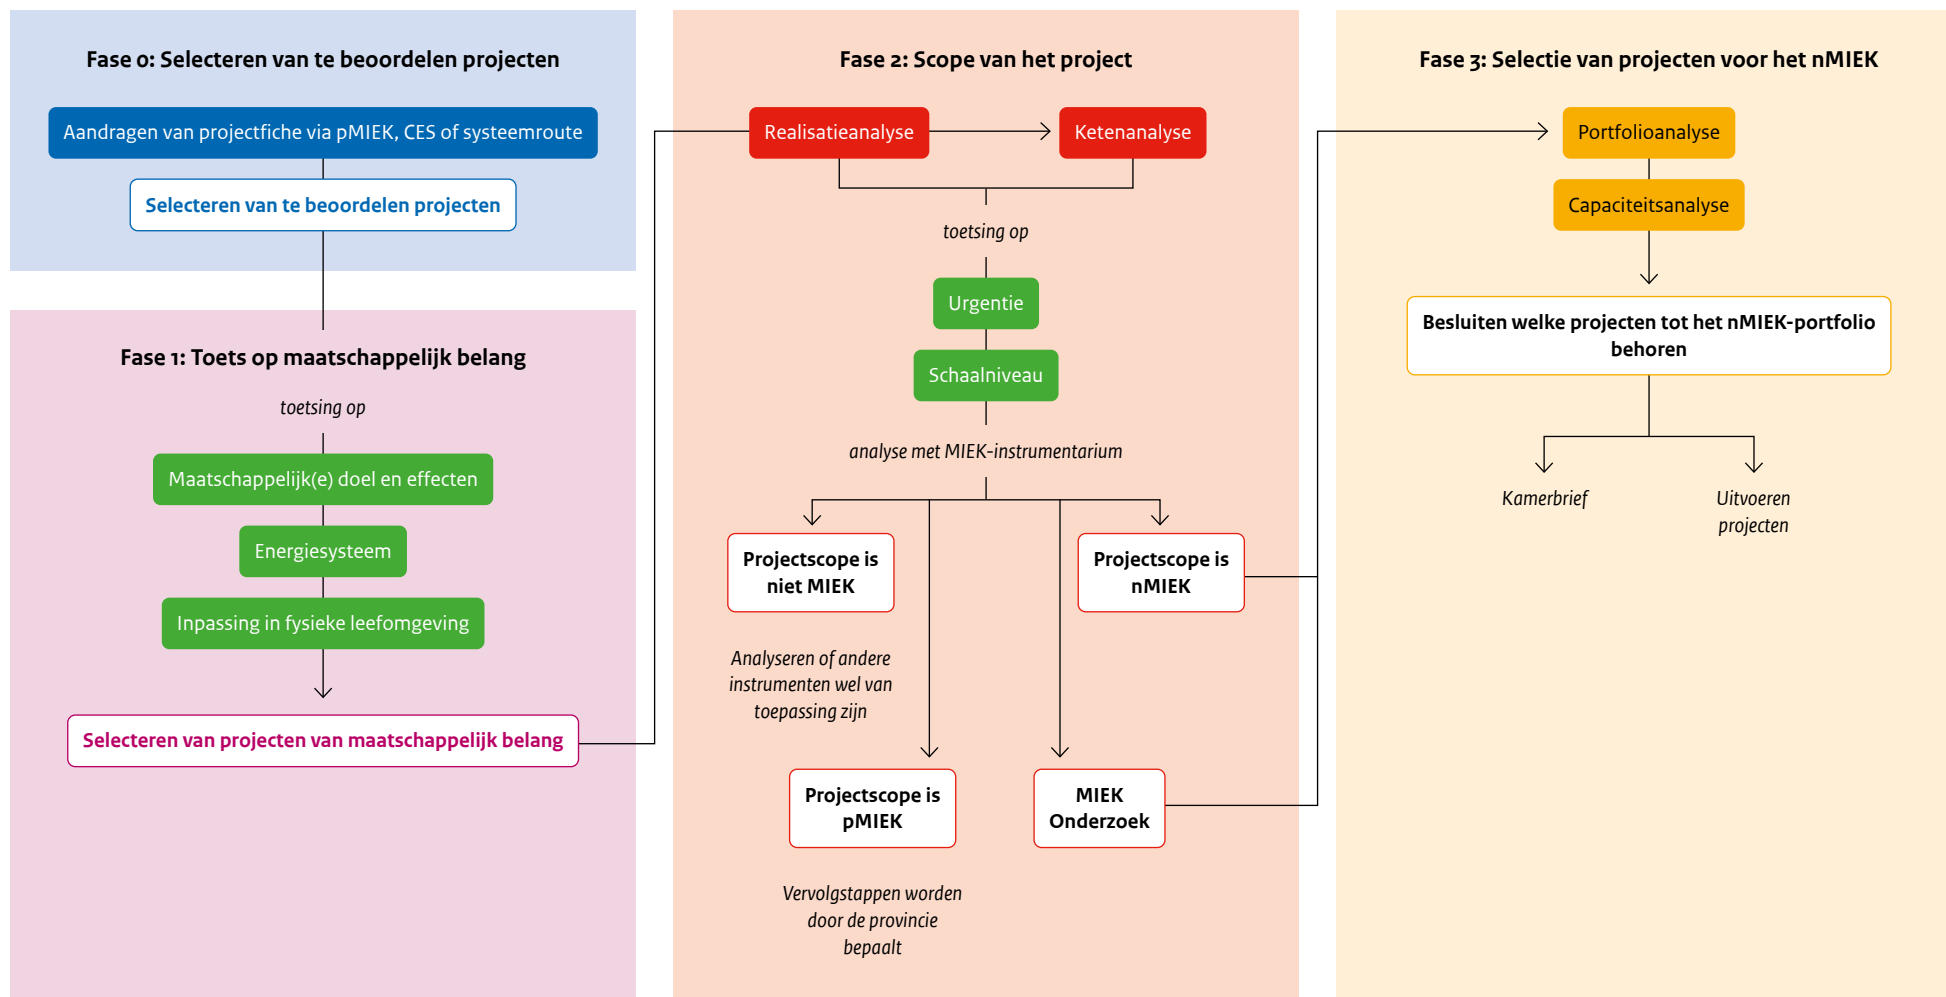 Fase 0: Selecteren van te beoordelen projecten
Aandragen van projectfiche via pMIEK, CES of systeemroute
Selecteren van te beoordelen projecten
Fase 1: Toets op maatschappelijk belang
toetsing op
Maatschappelijk(e) doel en effecten
Energiesysteem
Inpassing in fysieke leefomgeving
Selecteren van projecten van maatschappelijk belang
Fase 2: Scope van het project
Realisatieanalyse
Ketenanalyse
toetsing op
Urgentie
Schaalniveau
analyse met MIEK-instrumentarium
Projectscope is
niet MIEK
Projectscope is
nMIEK
Analyseren of andere
instrumenten wel van
toepassing zijn
Projectscope is
pMIEK
MIEK
Onderzoek
Vervolgstappen worden
door de provincie
bepaalt
Fase 3: Selectie van projecten voor het nMIEK
Portfolioanalyse
Capaciteitsanalyse
Besluiten welke projecten tot het nMIEK-portfolio
behoren
Kamerbrief
Uitvoeren
projecten